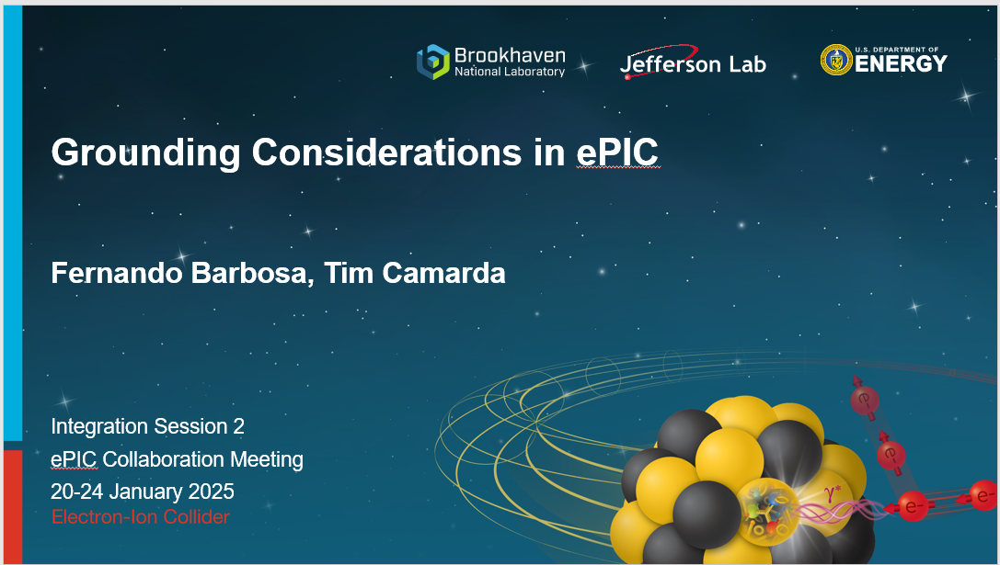 Brookhaven
National Laboratory
Jefferson Lab
U.S. DEPARTMENT OF
ENERGY
Grounding Considerations in ePIC
Fernando Barbosa, Tim Camarda
Integration Session 2
ePIC Collaboration Meeting
20-24 January 2025
Electron-Ion Collider
e-
e-
γ*
e-
e-